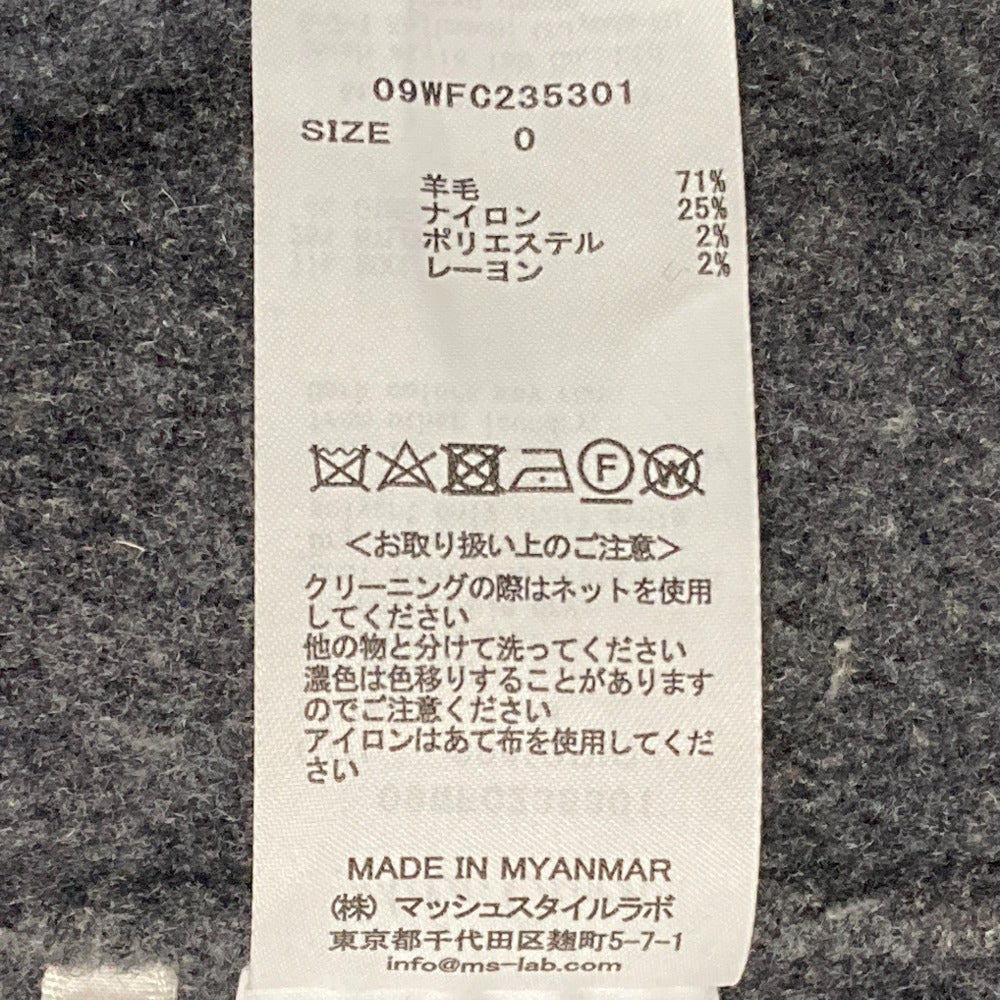 09WFC235301
SIZE 0
羊毛 71%
ナイロン 25%
ポリエステル 2%
レーヨン 2%
F W
＜お取り扱い上のご注意＞
クリーニングの際はネットを使用
してください
他の物と分けて洗ってください
濃色は色移りすることがあります
のでご注意ください
アイロンはあて布を使用してくだ
さい
MADE IN MYANMAR
(株) マッシュスタイルラボ
東京都千代田区麹町5-7-1
info@ms-lab.com